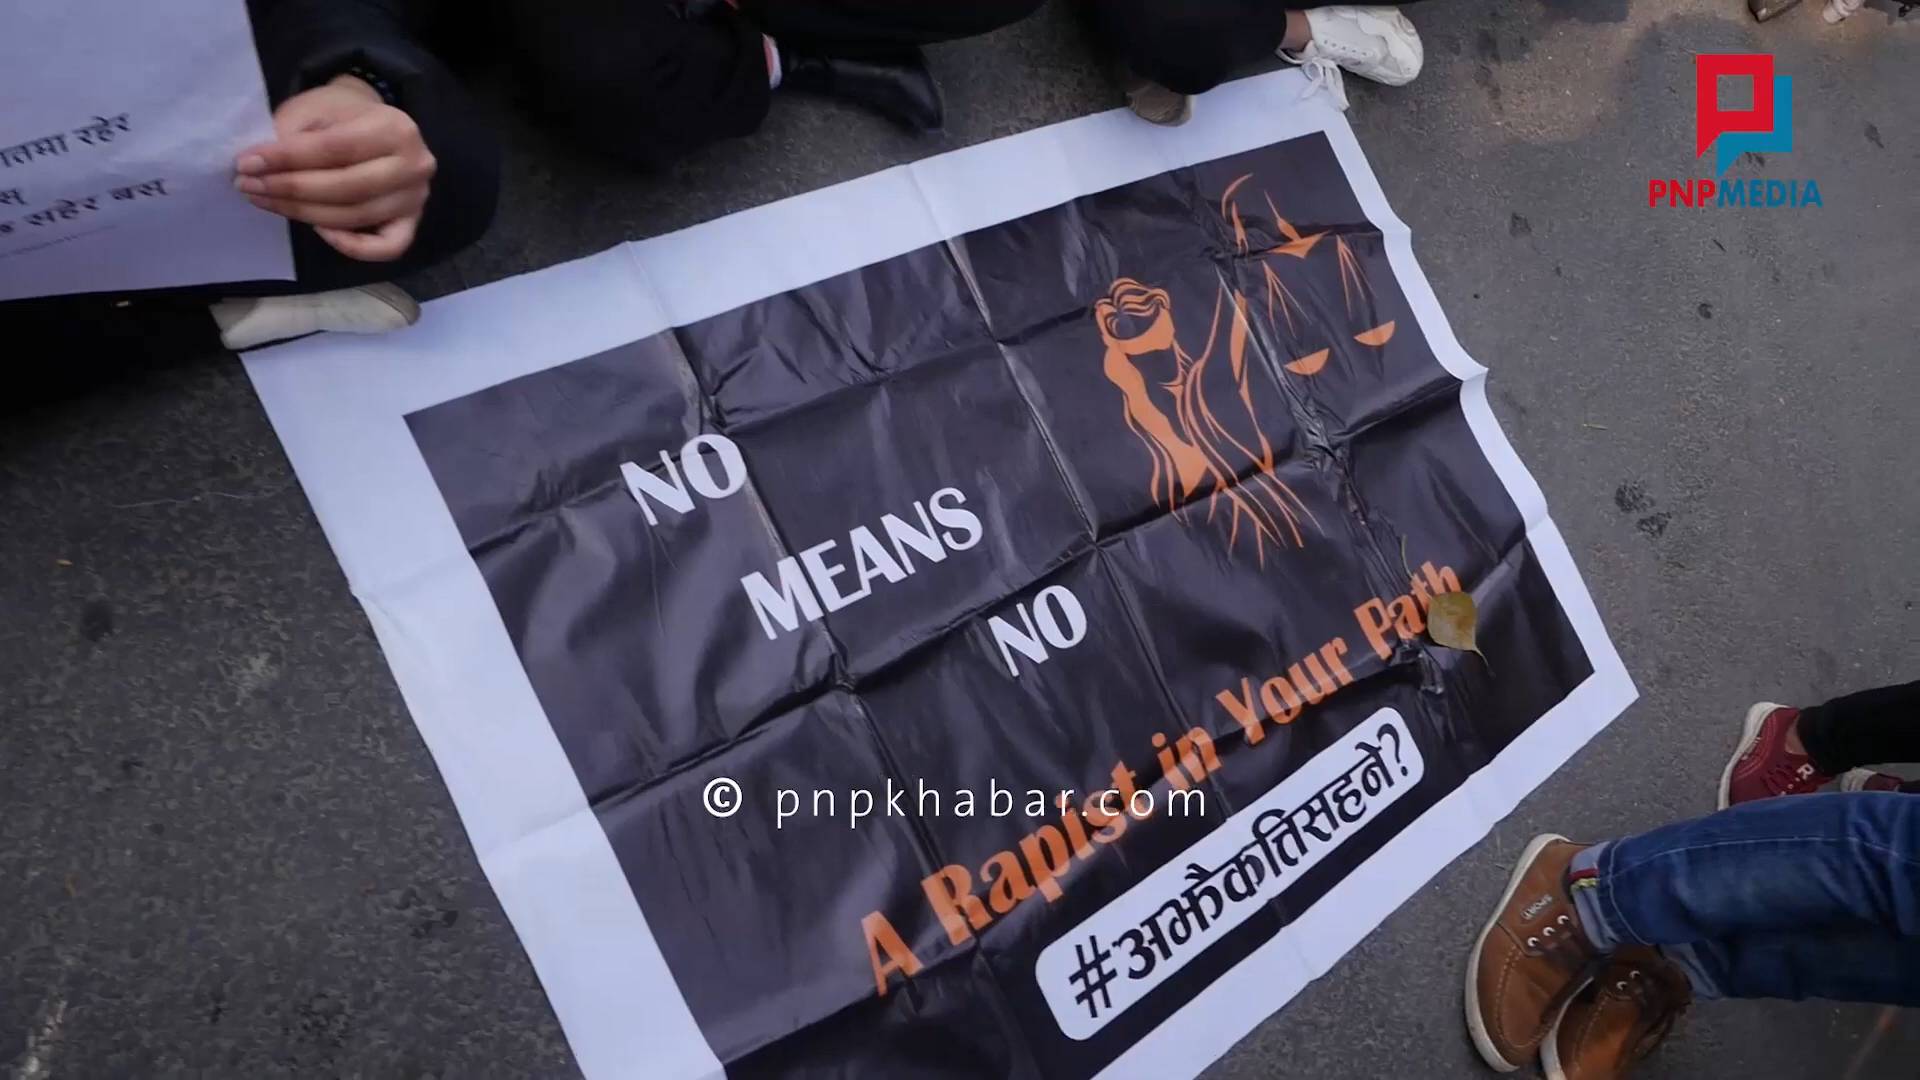 तमा रहेर
स्
सहेर बस
PNPMEDIA
NO
MEANS
NO
A Rapist in Your Path
#अझैकत्तिसहने?
© pnpkhabar.com